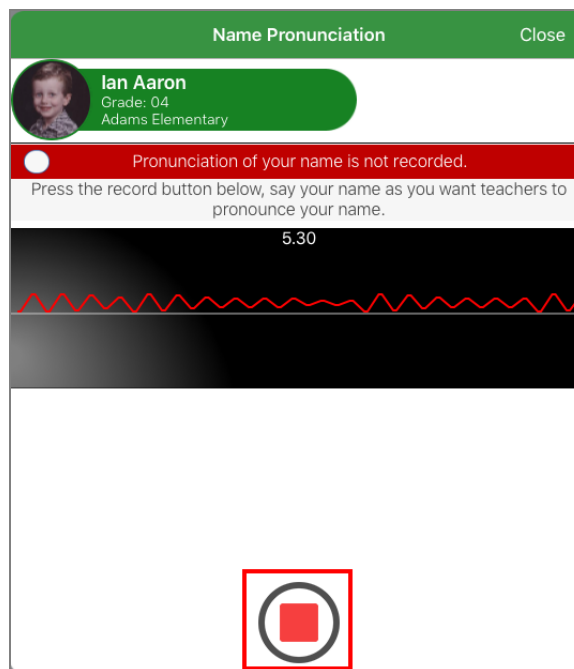 Name Pronunciation
Close
Ian Aaron
Grade: 04
Adams Elementary
Pronunciation of your name is not recorded.
Press the record button below, say your name as you want teachers to
pronounce your name.
5.30